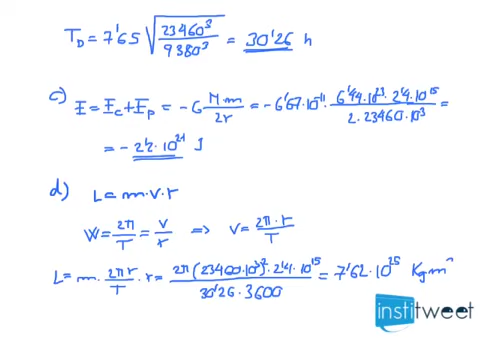 T_D = 7'65 √(23460³ / 9380³) = 30'26 h
c) E = E_c + E_p = -G M·m / 2r = -6'67·10⁻¹¹ · 6'44·10²³ · 2'4·10¹⁵ / 2·23460·10³ =
= -2'2·10²¹ J
d) L = m·v·r
W = 2π / T = v / r ⇒ v = 2π·r / T
L = m · 2πr / T · r = 2π(23400·10³)²·2'4·10¹⁵ / 30'26·3600 = 7'62·10²⁵ Kg m²
institweet